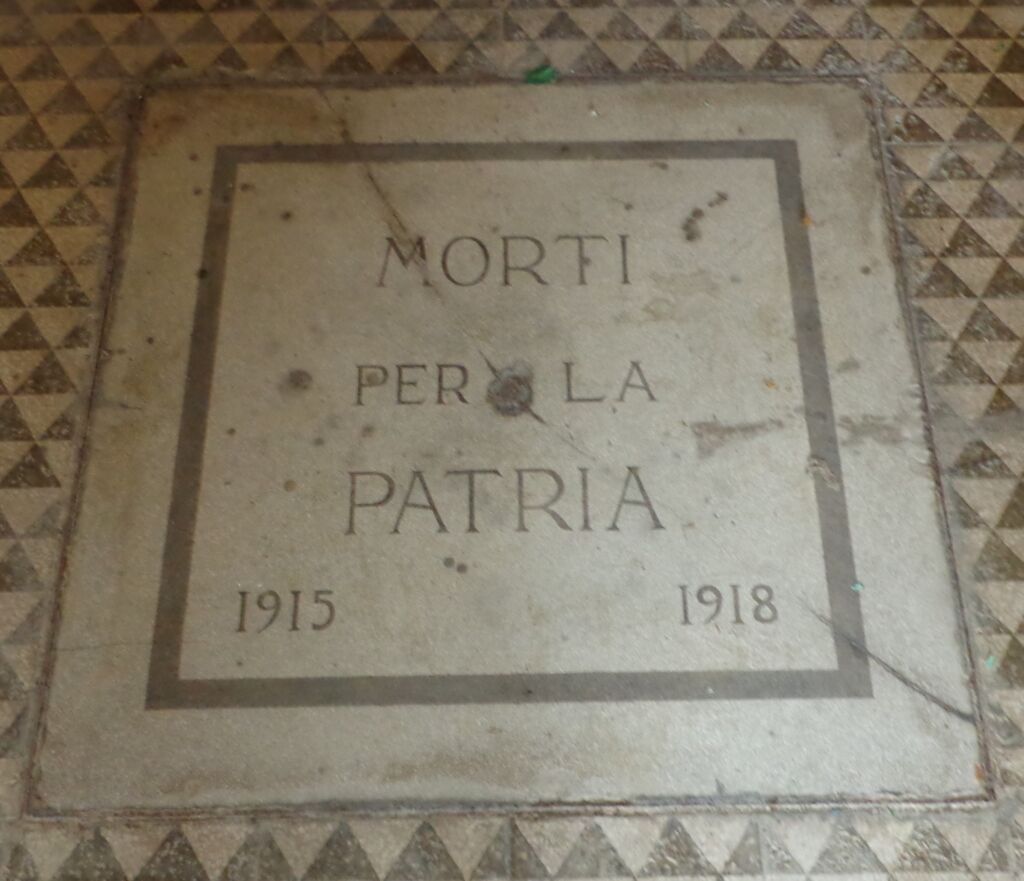 MORTI
PER LA
PATRIA
1915 1918